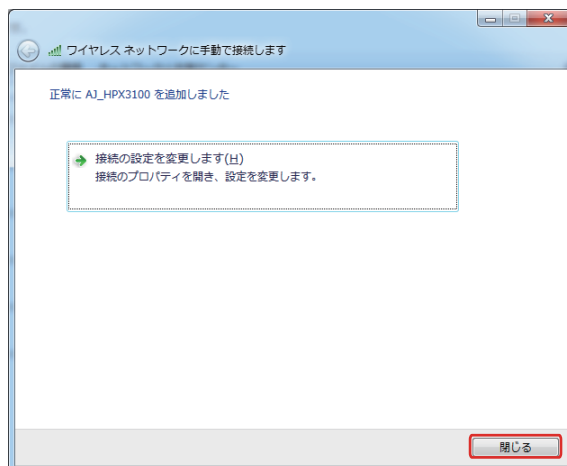 ワイヤレス ネットワークに手動で接続します
正常に AJ_HPX3100 を追加しました
接続の設定を変更します(H)
接続のプロパティを開き、設定を変更します。
閉じる